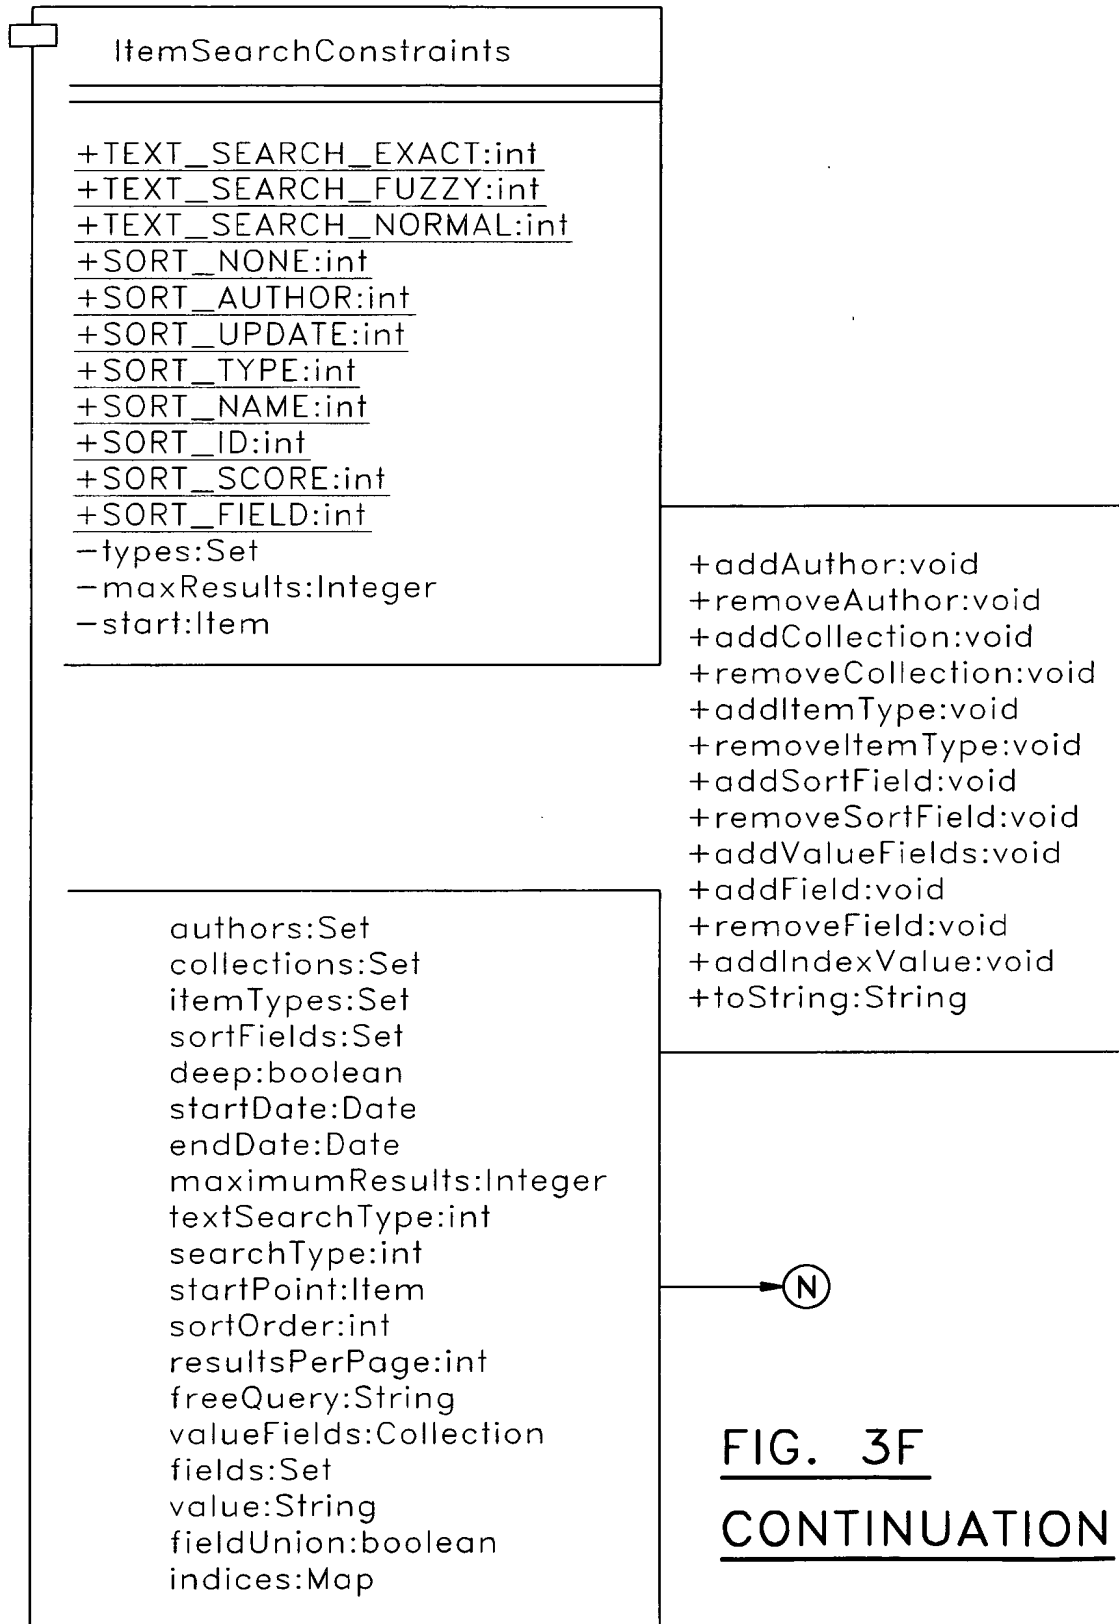 ItemSearchConstraints
+TEXT_SEARCH_EXACT:int
+TEXT_SEARCH_FUZZY:int
+TEXT_SEARCH_NORMAL:int
+SORT_NONE:int
+SORT_AUTHOR:int
+SORT_UPDATE:int
+SORT_TYPE:int
+SORT_NAME:int
+SORT_ID:int
+SORT_SCORE:int
+SORT_FIELD:int
-types:Set
-maxResults:Integer
-start:Item
+addAuthor:void
+removeAuthor:void
+addCollection:void
+removeCollection:void
+addItemType:void
+removeItemType:void
+addSortField:void
+removeSortField:void
+addValueFields:void
+addField:void
+removeField:void
+addIndexValue:void
+toString:String
authors:Set
collections:Set
itemTypes:Set
sortFields:Set
deep:boolean
startDate:Date
endDate:Date
maximumResults:Integer
textSearchType:int
searchType:int
startPoint:Item
sortOrder:int
resultsPerPage:int
freeQuery:String
valueFields:Collection
fields:Set
value:String
fieldUnion:boolean
indices:Map
N
FIG. 3F
CONTINUATION